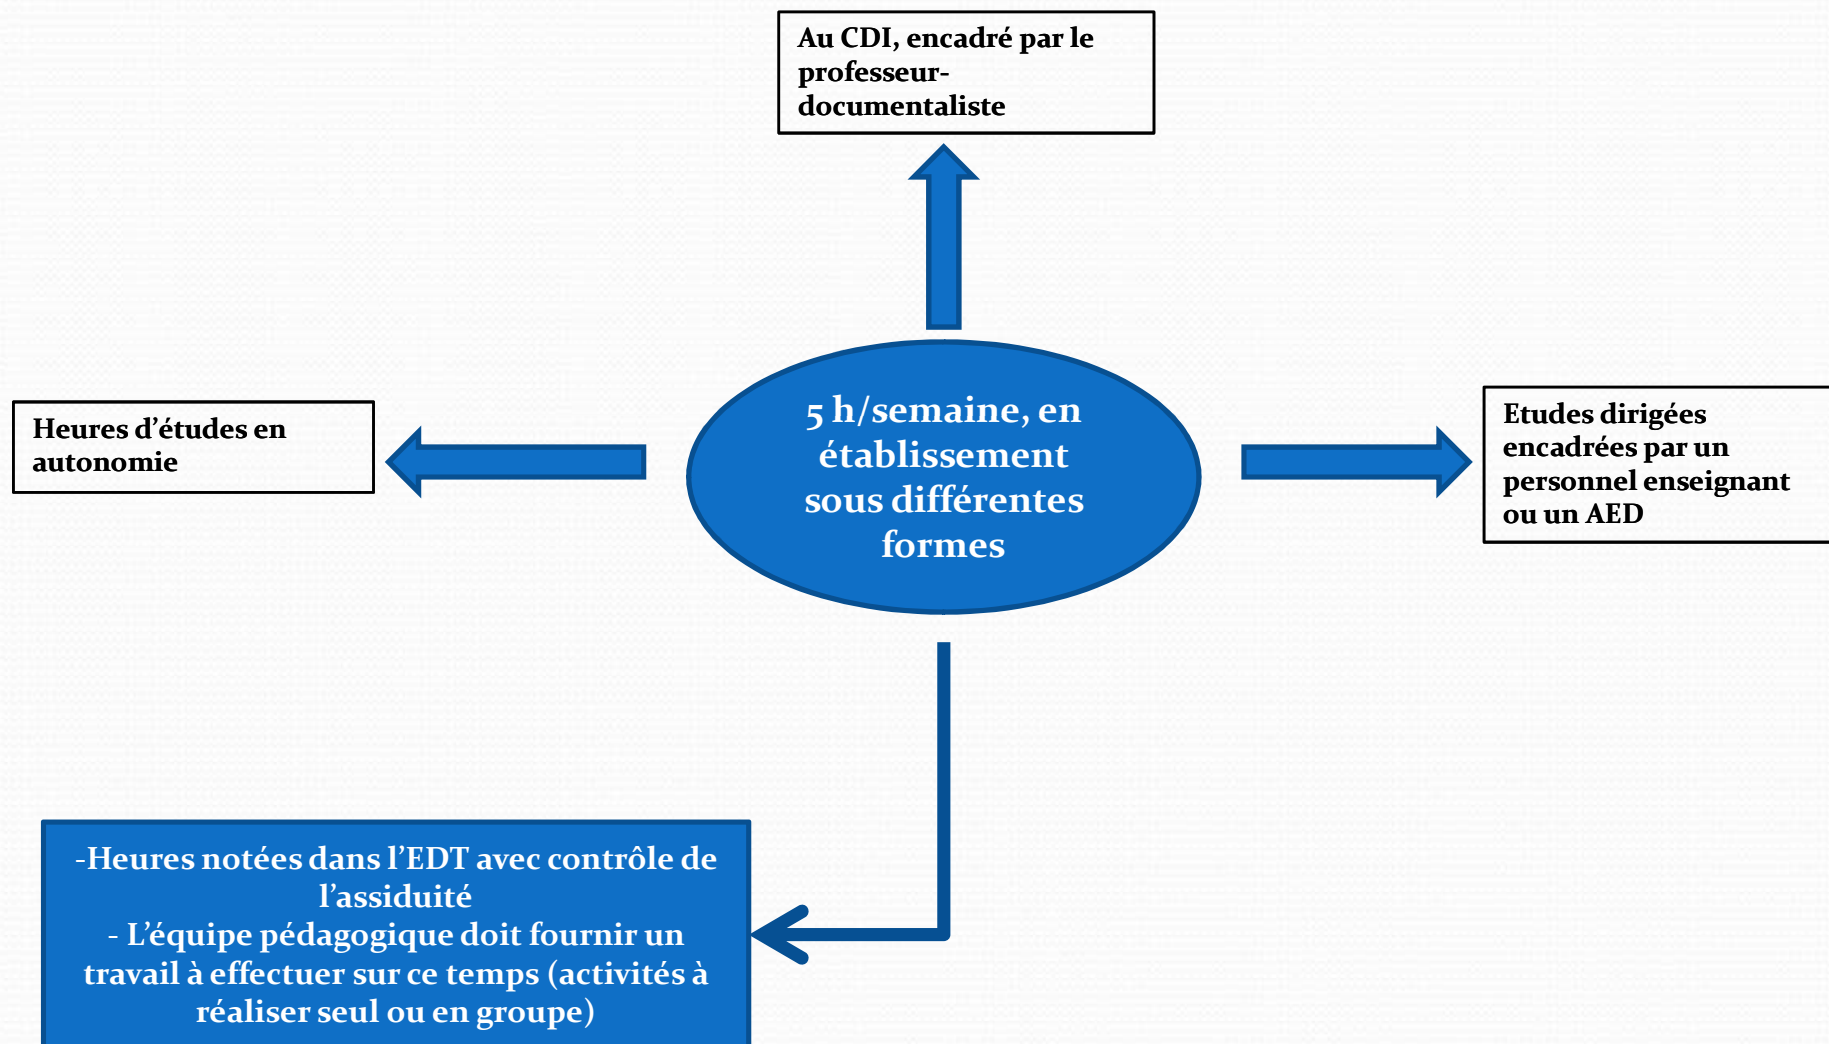 Au CDI, encadré par le
professeur-
documentaliste
Heures d’études en
autonomie
5 h/semaine, en
établissement
sous différentes
formes
Etudes dirigées
encadrées par un
personnel enseignant
ou un AED
-Heures notées dans l’EDT avec contrôle de
l’assiduité
- L’équipe pédagogique doit fournir un
travail à effectuer sur ce temps (activités à
réaliser seul ou en groupe)